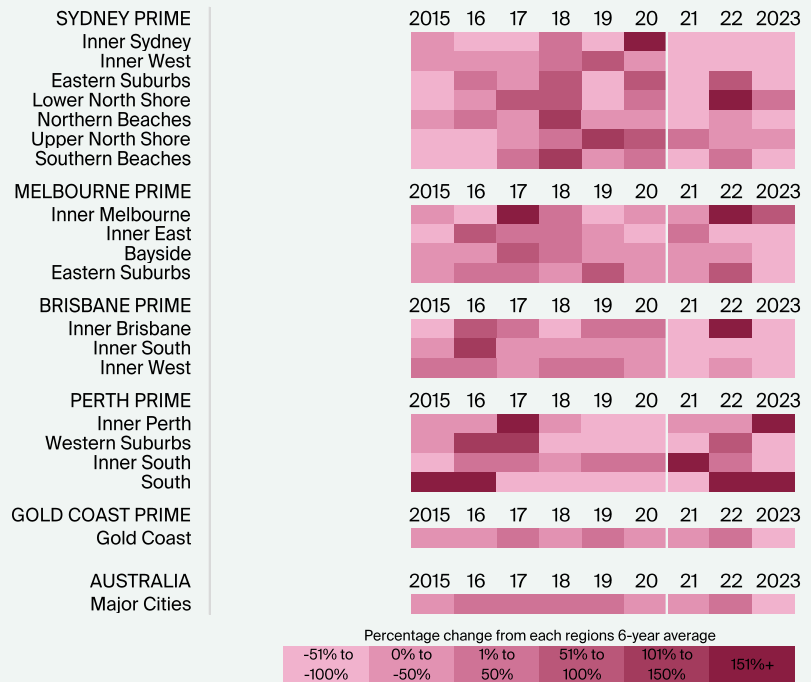 SYDNEY PRIME 2015 16 17 18 19 20 21 22 2023
Inner Sydney
Inner West
Eastern Suburbs
Lower North Shore
Northern Beaches
Upper North Shore
Southern Beaches
MELBOURNE PRIME 2015 16 17 18 19 20 21 22 2023
Inner Melbourne
Inner East
Bayside
Eastern Suburbs
BRISBANE PRIME 2015 16 17 18 19 20 21 22 2023
Inner Brisbane
Inner South
Inner West
PERTH PRIME 2015 16 17 18 19 20 21 22 2023
Inner Perth
Western Suburbs
Inner South
South
GOLD COAST PRIME 2015 16 17 18 19 20 21 22 2023
Gold Coast
AUSTRALIA 2015 16 17 18 19 20 21 22 2023
Major Cities
Percentage change from each regions 6-year average
-51% to 0% to 1% to 51% to 101% to 151%+
-100% -50% 50% 100% 150%